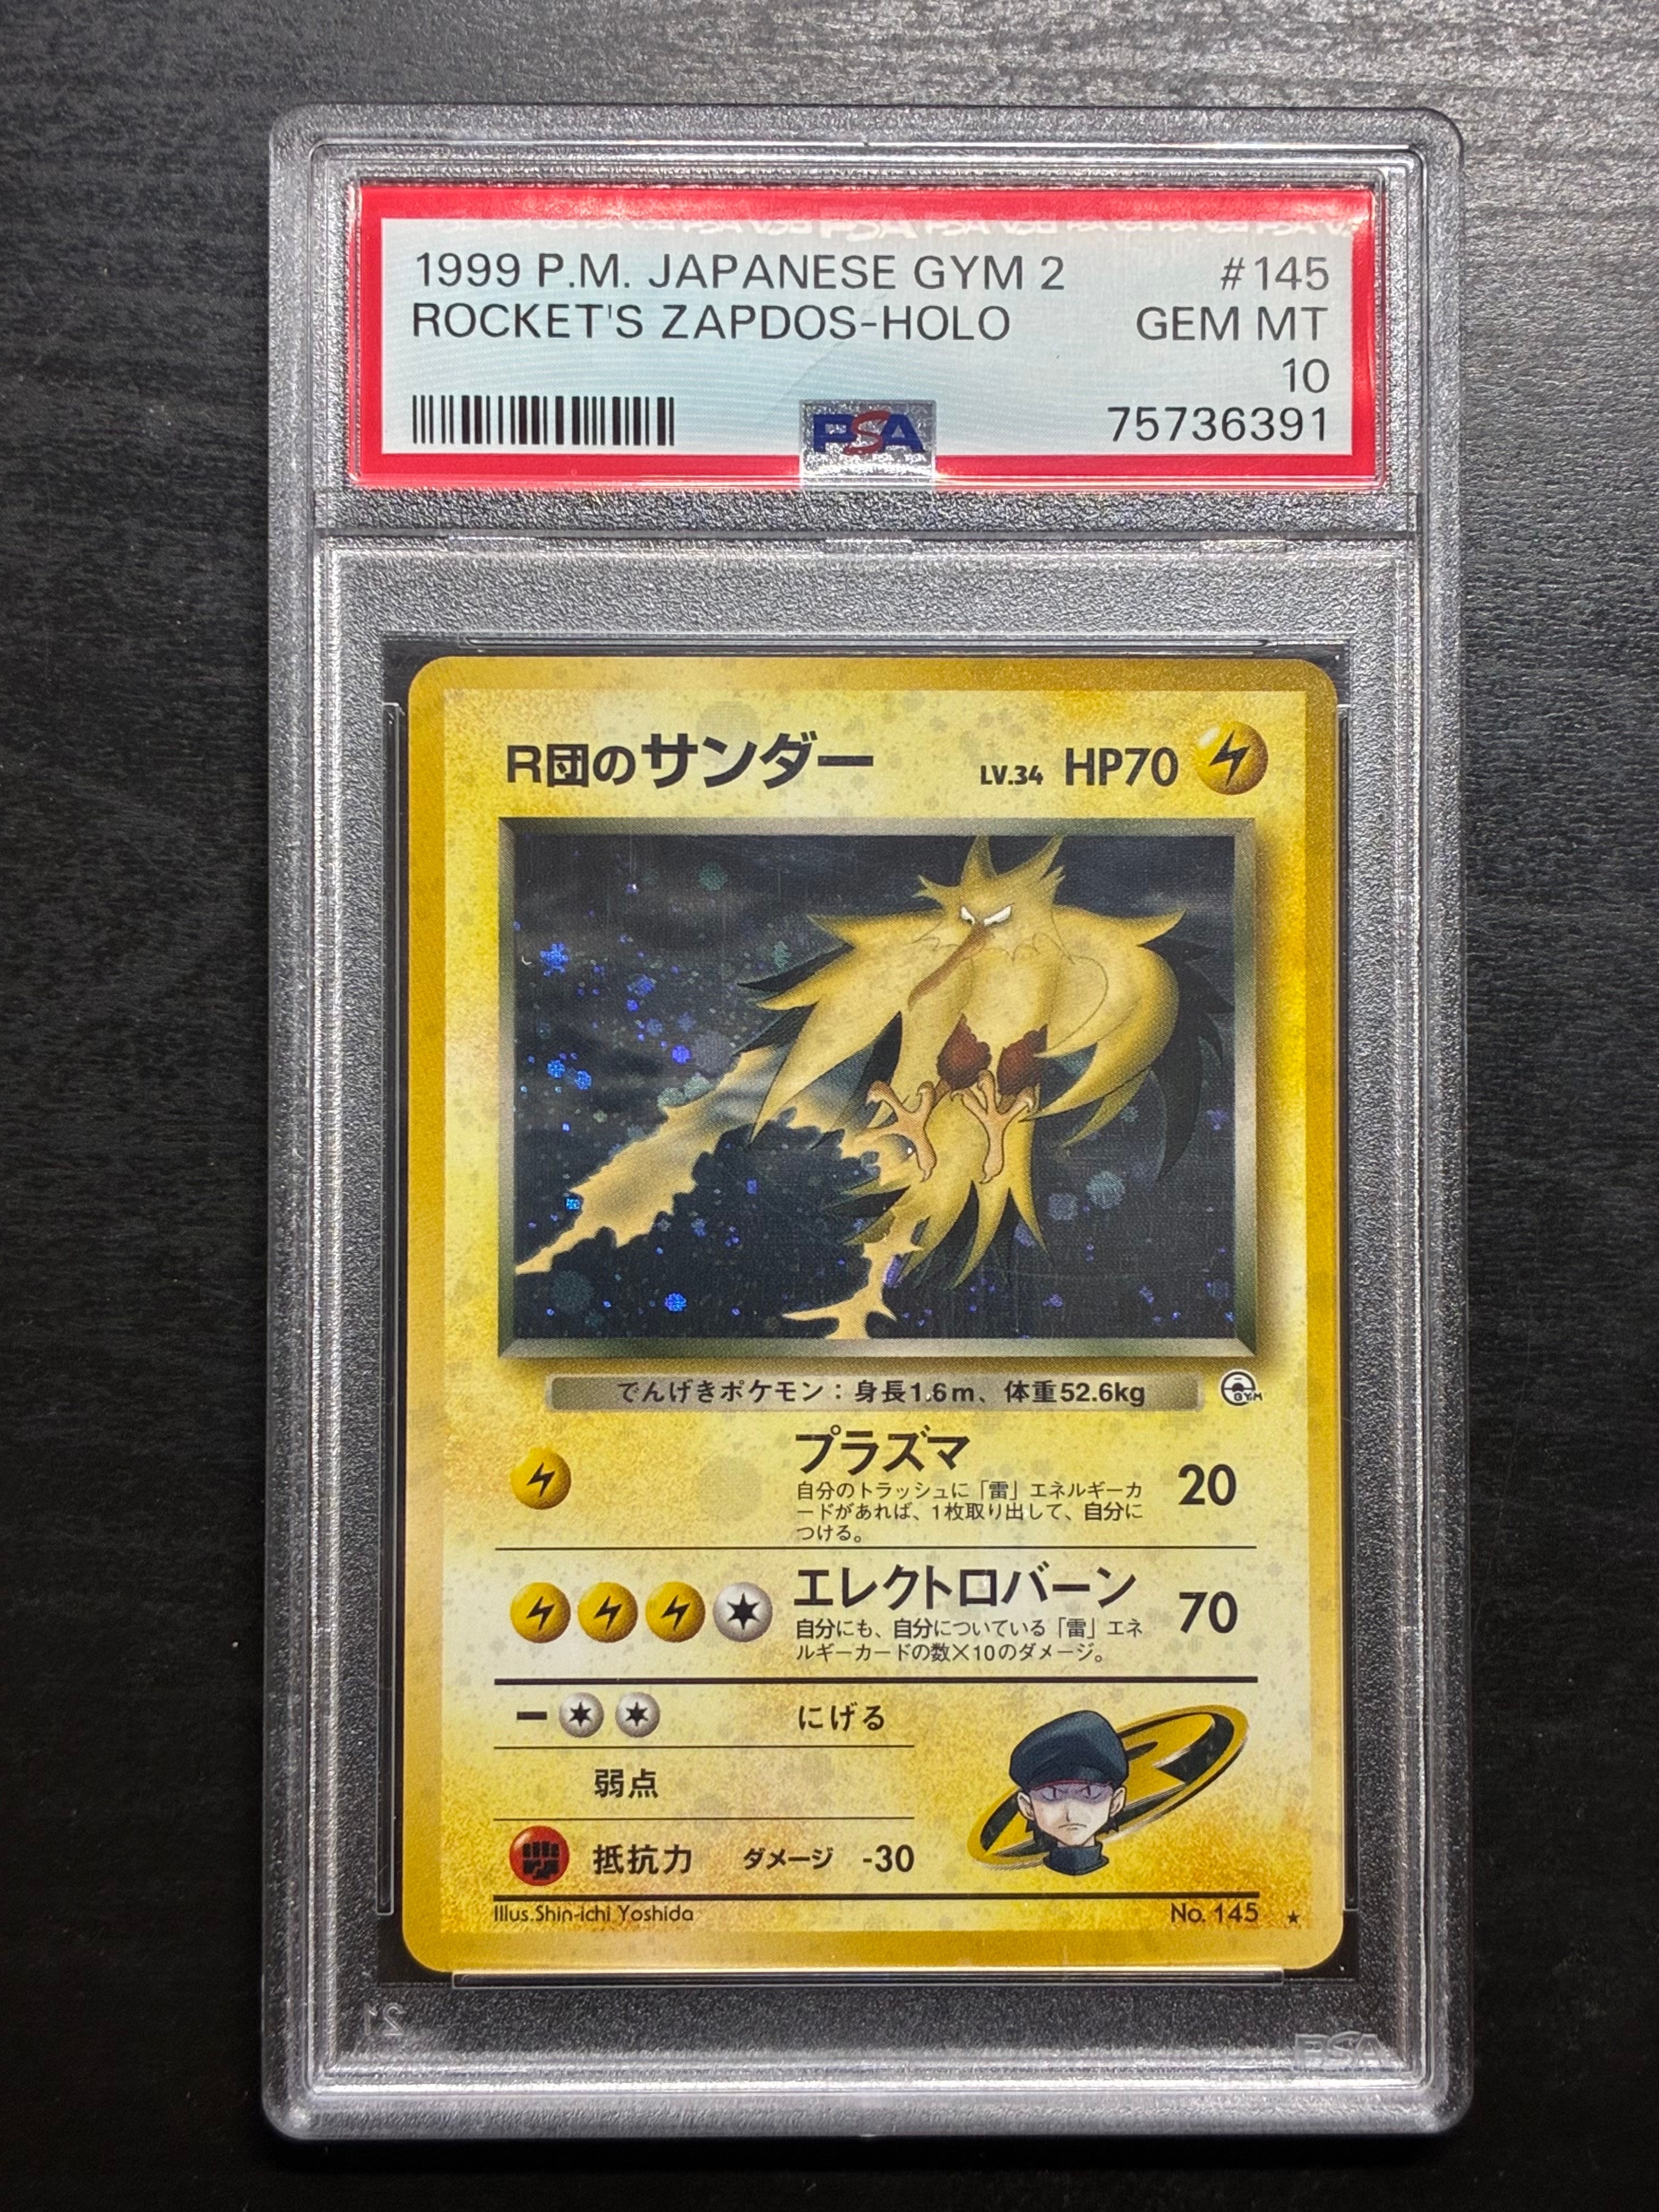 1999 P.M. JAPANESE GYM 2 #145
ROCKET'S ZAPDOS-HOLO GEM MT
10
75736391
PSA
R団のサンダー LV.34 HP70
でんげきポケモン：身長1.6m、体重52.6kg
GYM
プラズマ 20
自分のトラッシュに「雷」エネルギーカ
ードがあれば、1枚取り出して、自分に
つける。
エレクトロバーン 70
自分にも、自分についている「雷」エネ
ルギーカードの数×10のダメージ。
にげる
弱点
抵抗力 ダメージ -30
Illus.Shin-ichi Yoshida No. 145 ★
21
PSA